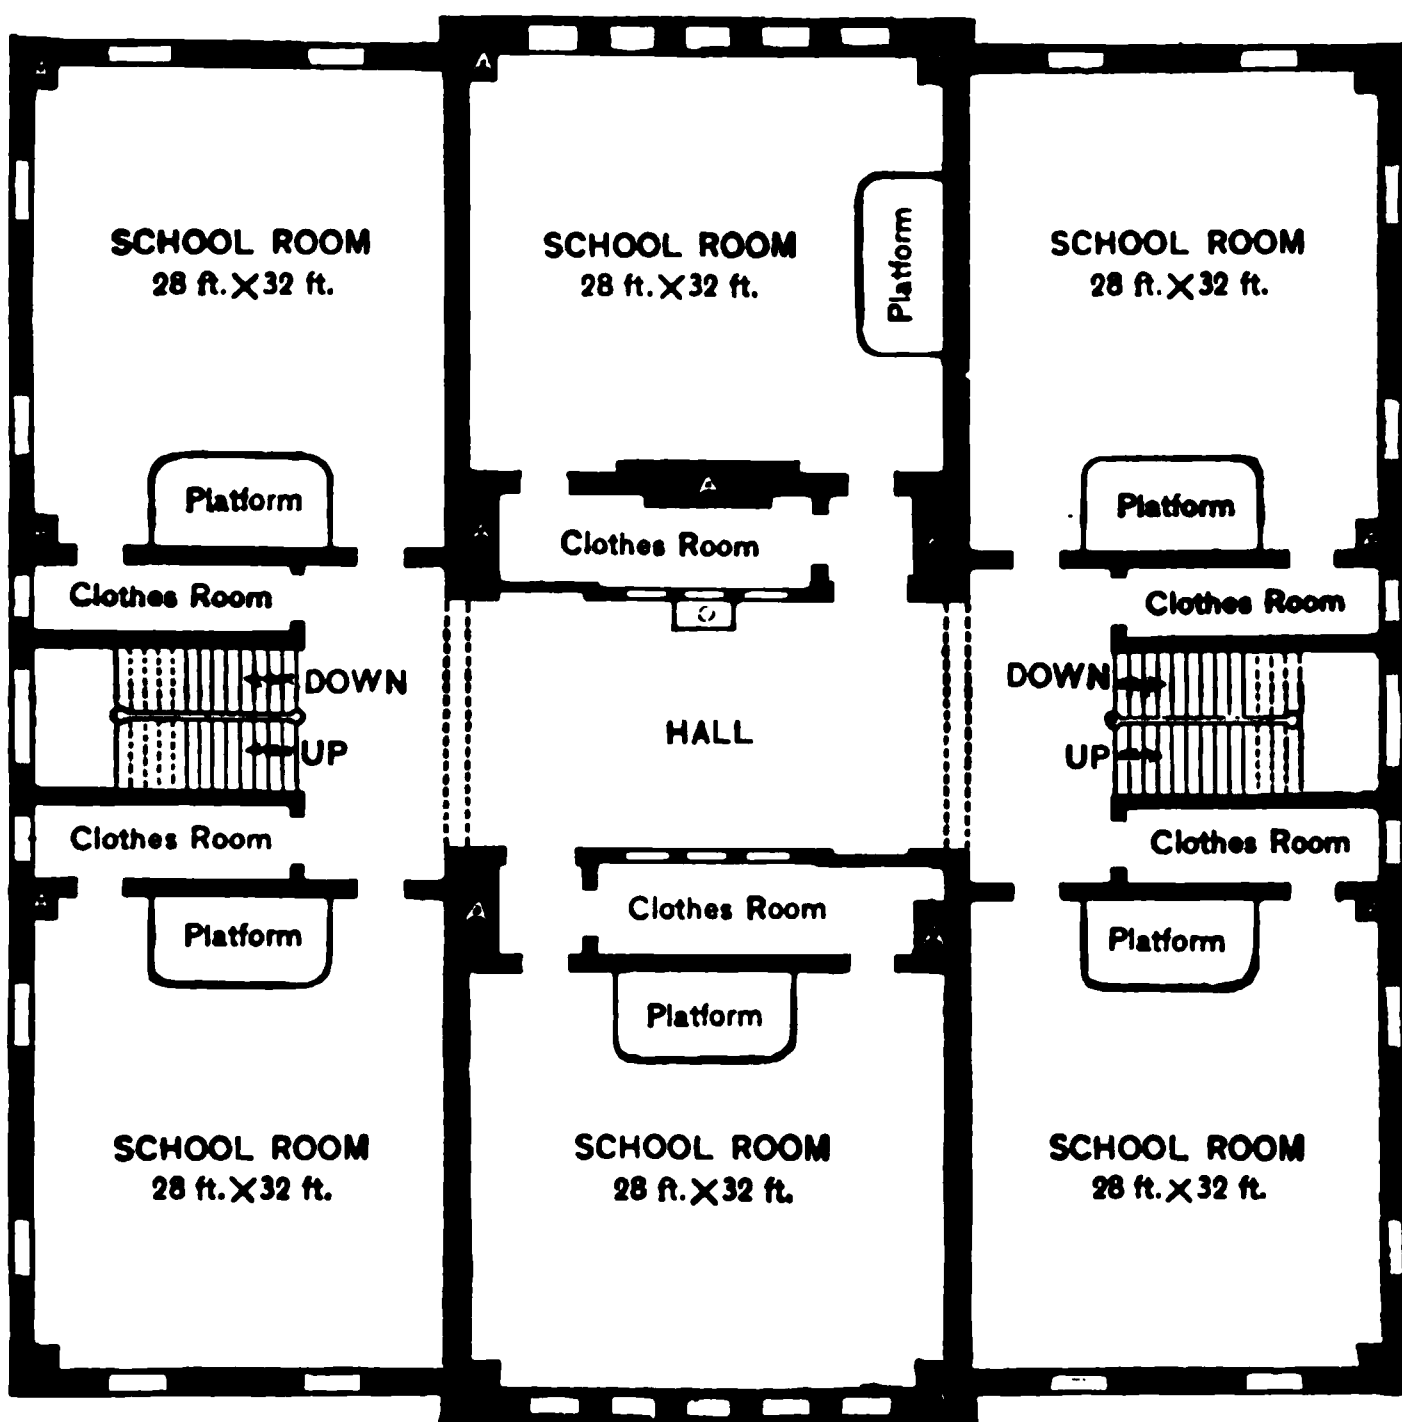 SCHOOL ROOM
28 ft. X 32 ft.
SCHOOL ROOM
28 ft. X 32 ft.
SCHOOL ROOM
28 ft. X 32 ft.
Platform
Platform
Platform
Clothes Room
Clothes Room
Clothes Room
DOWN
UP
HALL
DOWN
UP
Clothes Room
Clothes Room
Clothes Room
Platform
Platform
Platform
SCHOOL ROOM
28 ft. X 32 ft.
SCHOOL ROOM
28 ft. X 32 ft.
SCHOOL ROOM
28 ft. X 32 ft.